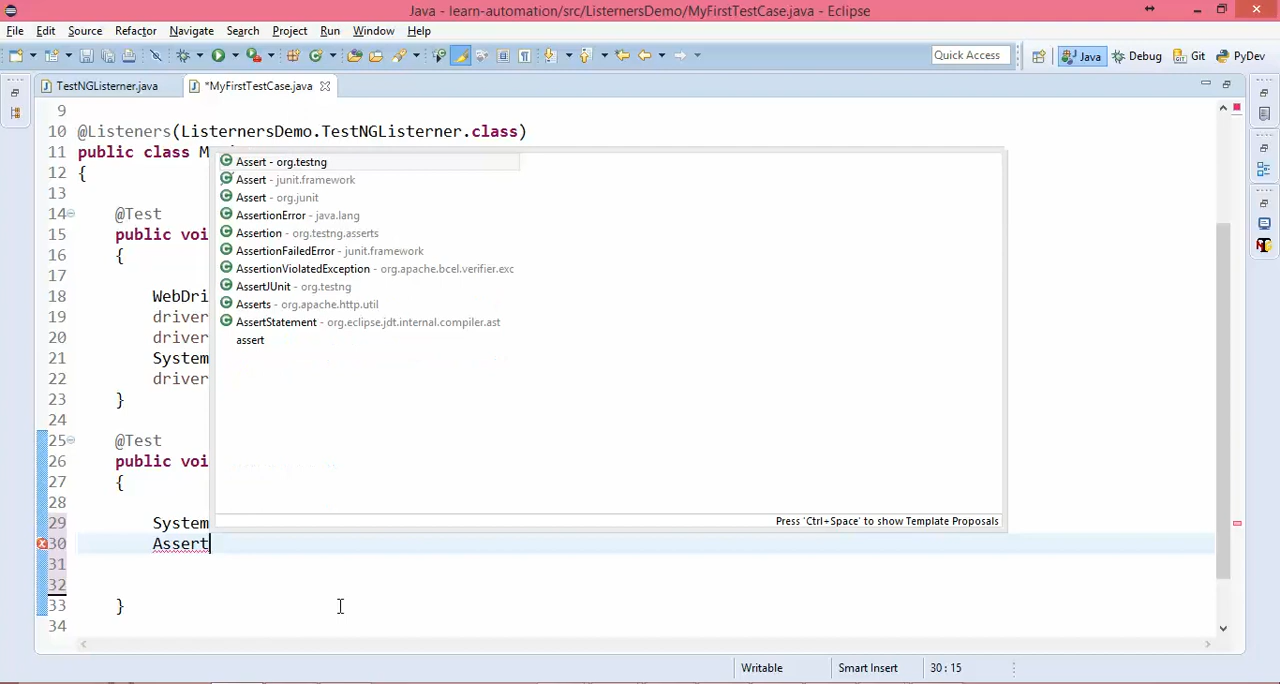 Java - learn-automation/src/ListernersDemo/MyFirstTestCase.java - Eclipse
File Edit Source Refactor Navigate Search Project Run Window Help
Quick Access Java Debug Git PyDev
TestNGListerner.java *MyFirstTestCase.java
9
10 @Listeners(ListernersDemo.TestNGListerner.class)
11 public class M
12 {
13
14 @Test
15 public voi
16 {
17
18 WebDri
19 driver
20 driver
21 System
22 driver
23 }
24
25 @Test
26 public voi
27 {
28
29 System
30 Assert
31
32
33 }
34
Assert - org.testng
Assert - junit.framework
Assert - org.junit
AssertionError - java.lang
Assertion - org.testng.asserts
AssertionFailedError - junit.framework
AssertionViolatedException - org.apache.bcel.verifier.exc
AssertJUnit - org.testng
Asserts - org.apache.http.util
AssertStatement - org.eclipse.jdt.internal.compiler.ast
assert
Press 'Ctrl+Space' to show Template Proposals
Writable Smart Insert 30 : 15